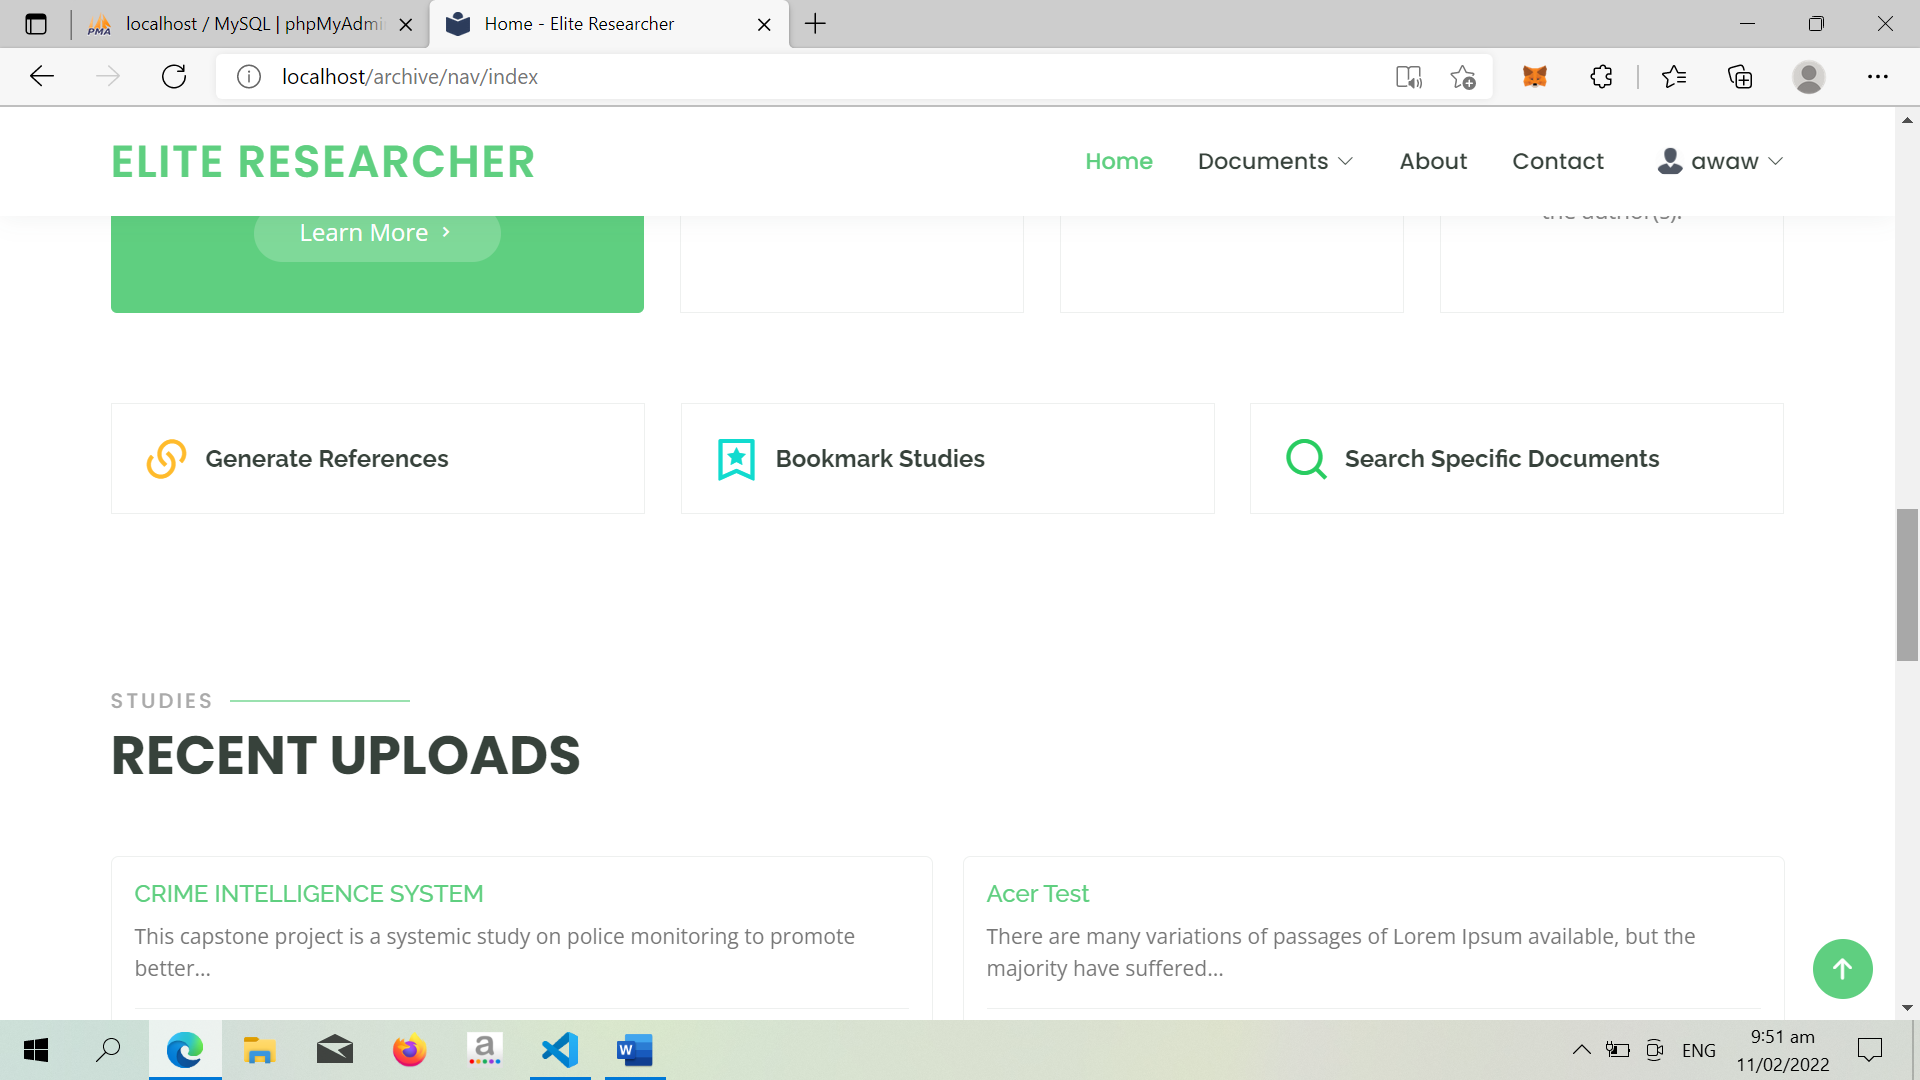 localhost / MySQL | phpMyAdmi
Home - Elite Researcher
localhost/archive/nav/index
ELITE RESEARCHER
Home
Documents
About
Contact
awaw
the author(s).
Learn More
Generate References
Bookmark Studies
Search Specific Documents
STUDIES
RECENT UPLOADS
CRIME INTELLIGENCE SYSTEM
This capstone project is a systemic study on police monitoring to promote
better...
Acer Test
There are many variations of passages of Lorem Ipsum available, but the
majority have suffered...
ENG
9:51 am
11/02/2022